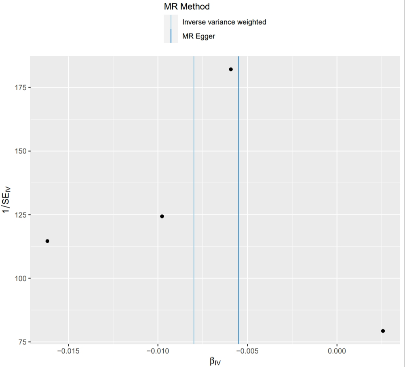 MR Method
Inverse variance weighted
MR Egger
175
150
125
100
75
1/SE_IV
−0.015
−0.010
−0.005
0.000
β_IV